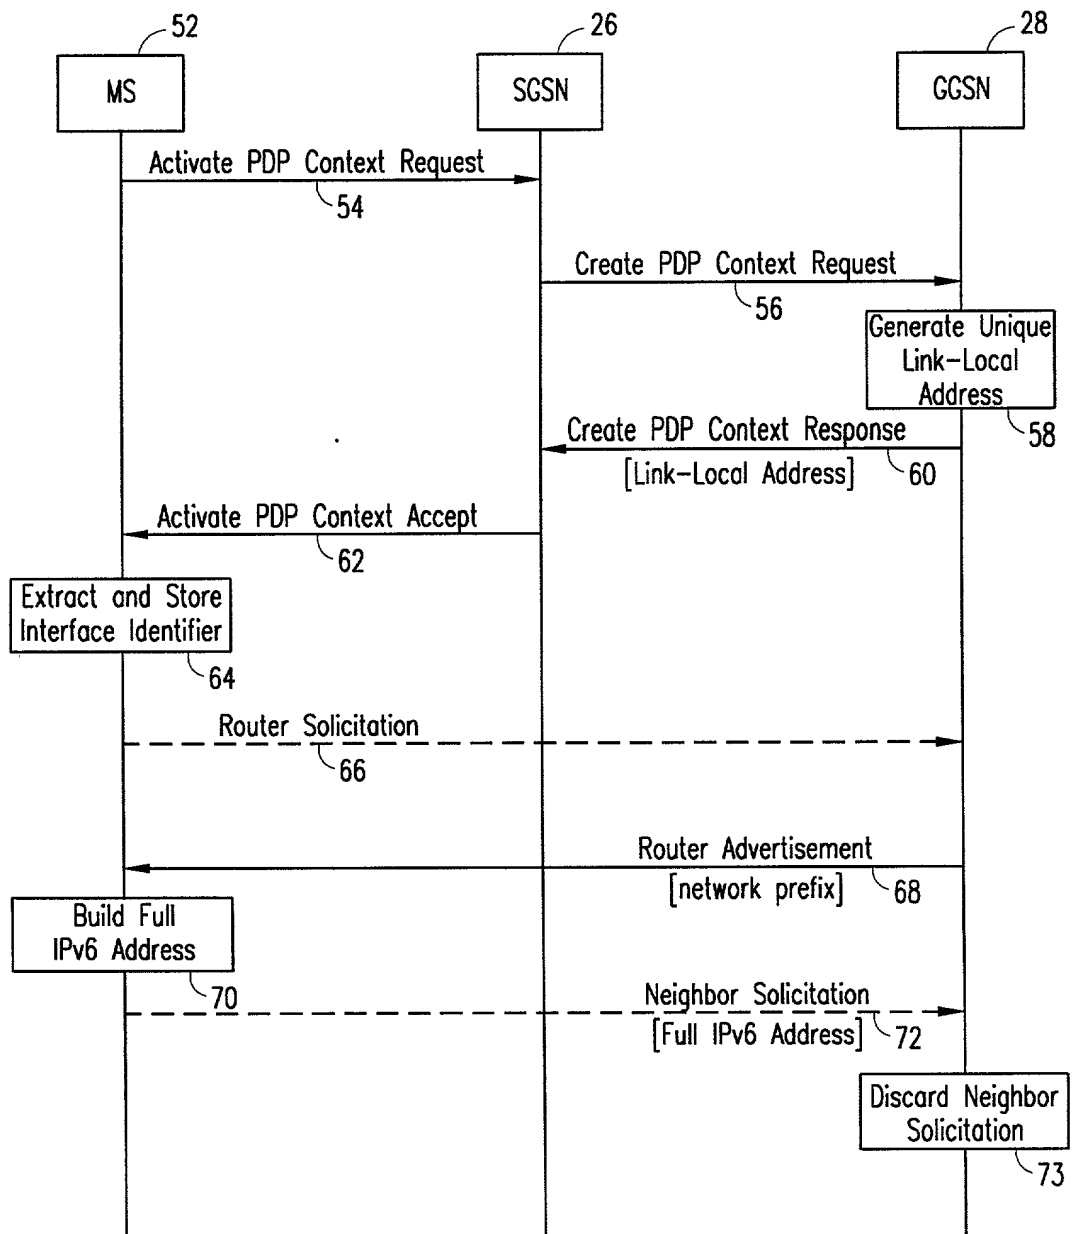 52
26
28
MS
SGSN
GGSN
Activate PDP Context Request
54
Create PDP Context Request
56
Generate Unique
Link-Local
Address
58
Create PDP Context Response
[Link-Local Address]
60
Activate PDP Context Accept
62
Extract and Store
Interface Identifier
64
Router Solicitation
66
Router Advertisement
[network prefix]
68
Build Full
IPv6 Address
70
Neighbor Solicitation
[Full IPv6 Address]
72
Discard Neighbor
Solicitation
73